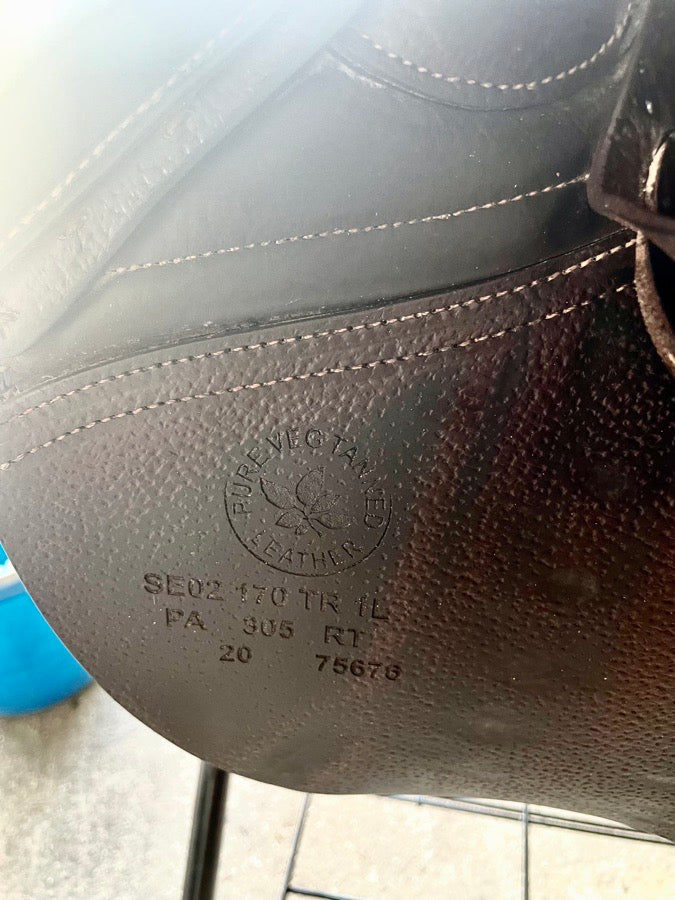 PURE VEG TANNED
LEATHER
SE02 170 TR 1L
PA 305 RT
20 75676